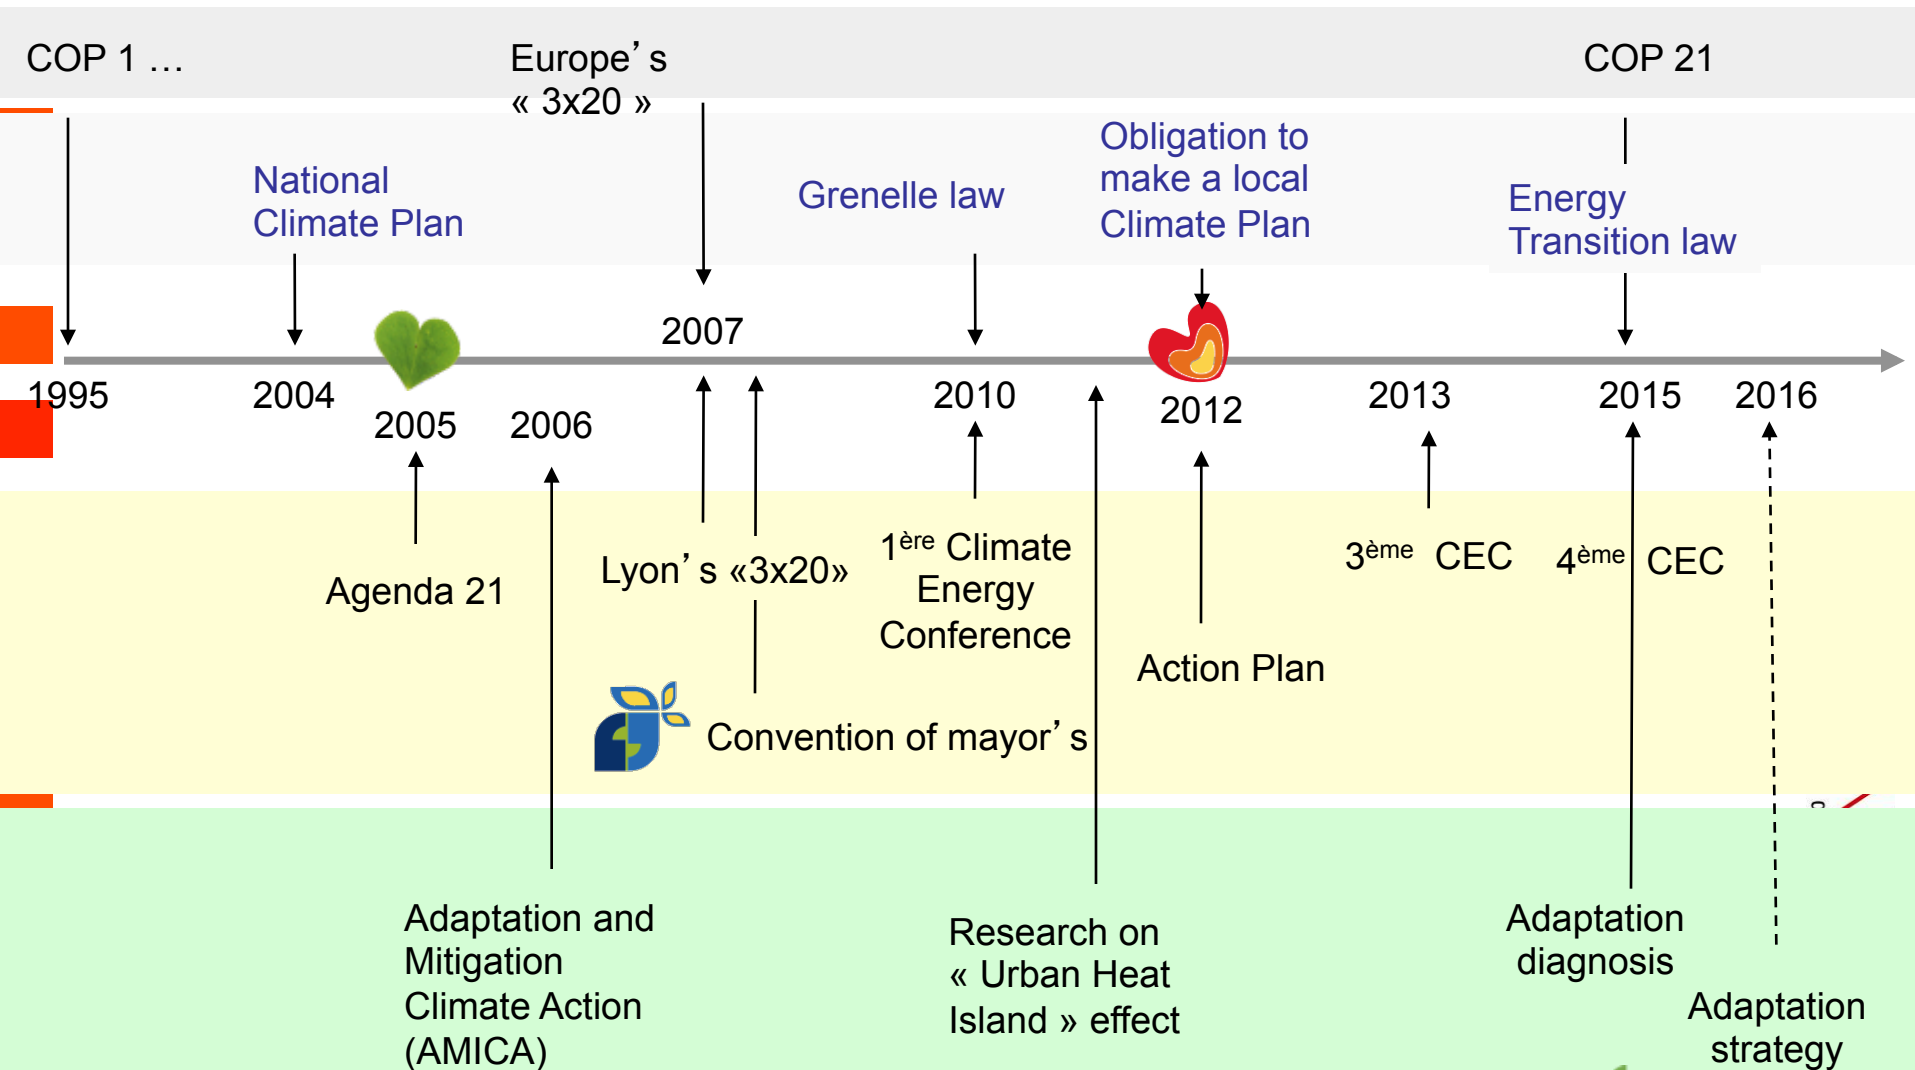 COP 1 …
Europe's
« 3x20 »
COP 21
National
Climate Plan
Grenelle law
Obligation to
make a local
Climate Plan
Energy
Transition law
2007
1995
2004
2005
2006
2010
2012
2013
2015
2016
Agenda 21
Lyon's «3x20»
1ère Climate
Energy
Conference
Action Plan
3ème CEC
4ème CEC
Convention of mayor's
Adaptation and
Mitigation
Climate Action
(AMICA)
Research on
« Urban Heat
Island » effect
Adaptation
diagnosis
Adaptation
strategy